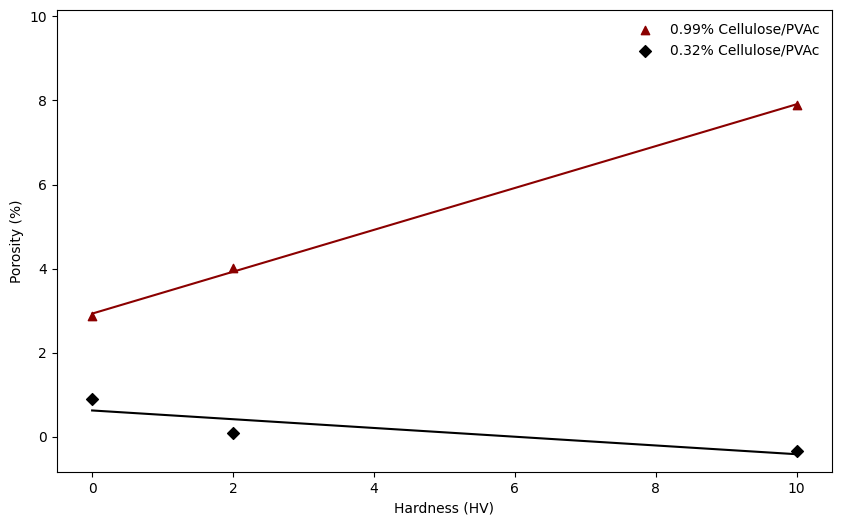 0.99% Cellulose/PVAc
0.32% Cellulose/PVAc
10
8
6
4
2
0
Porosity (%)
0 2 4 6 8 10
Hardness (HV)